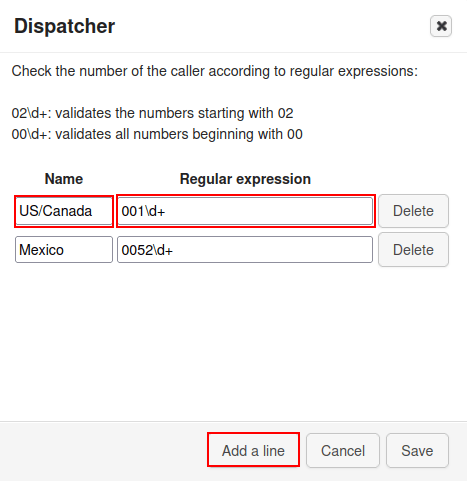 Dispatcher
Check the number of the caller according to regular expressions:
02\d+: validates the numbers starting with 02
00\d+: validates all numbers beginning with 00
Name Regular expression
US/Canada 001\d+ Delete
Mexico 0052\d+ Delete
Add a line Cancel Save